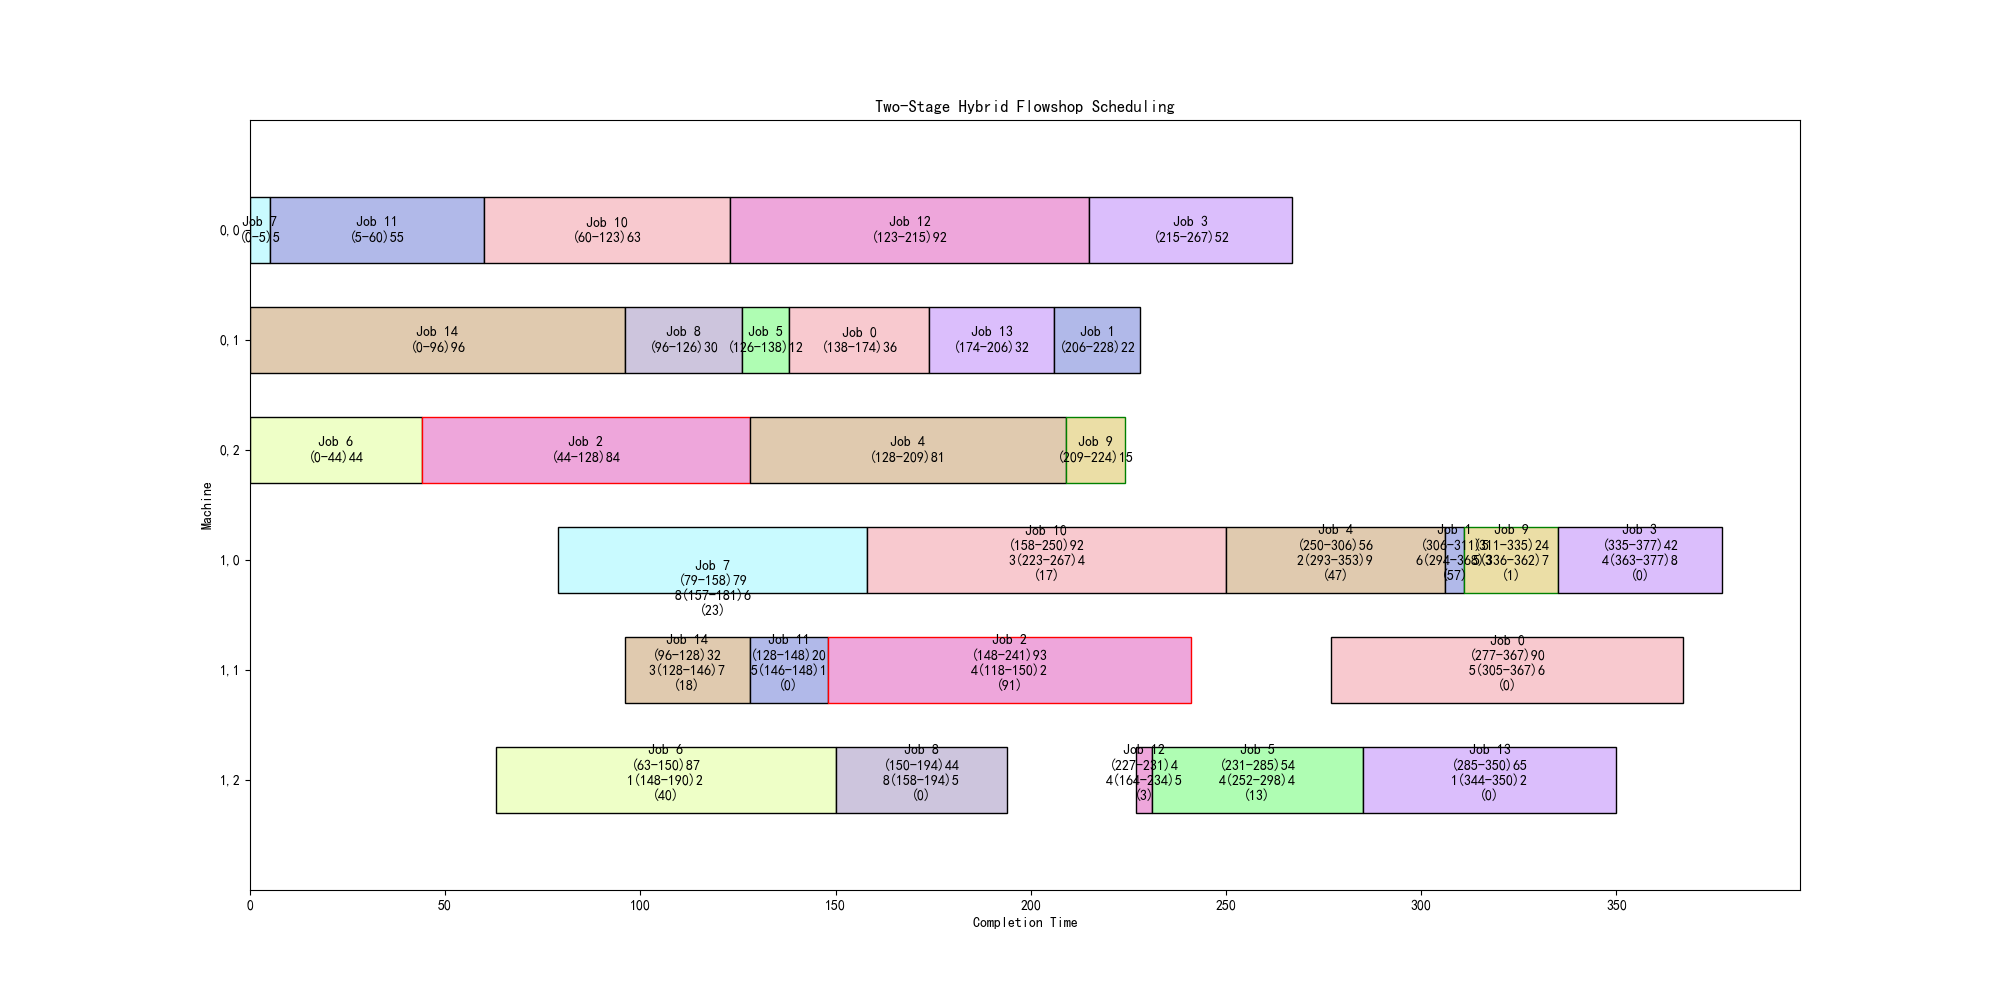 Two-Stage Hybrid Flowshop Scheduling
Machine
0,0
Job 7
(0-5)5
Job 11
(5-60)55
Job 10
(60-123)63
Job 12
(123-215)92
Job 3
(215-267)52
0,1
Job 14
(0-96)96
Job 8
(96-126)30
Job 5
(126-138)12
Job 0
(138-174)36
Job 13
(174-206)32
Job 1
(206-228)22
0,2
Job 6
(0-44)44
Job 2
(44-128)84
Job 4
(128-209)81
Job 9
(209-224)15
1,0
Job 7
(79-158)79
8(157-181)6
(23)
Job 10
(158-250)92
3(223-267)4
(17)
Job 4
(250-306)56
2(293-353)9
(47)
Job 1
(306-311)5
6(294-368)3
(57)
Job 9
(311-335)24
(336-362)7
(1)
Job 3
(335-377)42
4(363-377)8
(0)
1,1
Job 14
(96-128)32
3(128-146)7
(18)
Job 11
(128-148)20
5(146-148)1
(0)
Job 2
(148-241)93
4(118-150)2
(91)
Job 0
(277-367)90
5(305-367)6
(0)
1,2
Job 6
(63-150)87
1(148-190)2
(40)
Job 8
(150-194)44
8(158-194)5
(0)
Job 12
(227-231)4
4(164-234)5
(3)
Job 5
(231-285)54
4(252-298)4
(13)
Job 13
(285-350)65
1(344-350)2
(0)
0
50
100
150
200
250
300
350
Completion Time